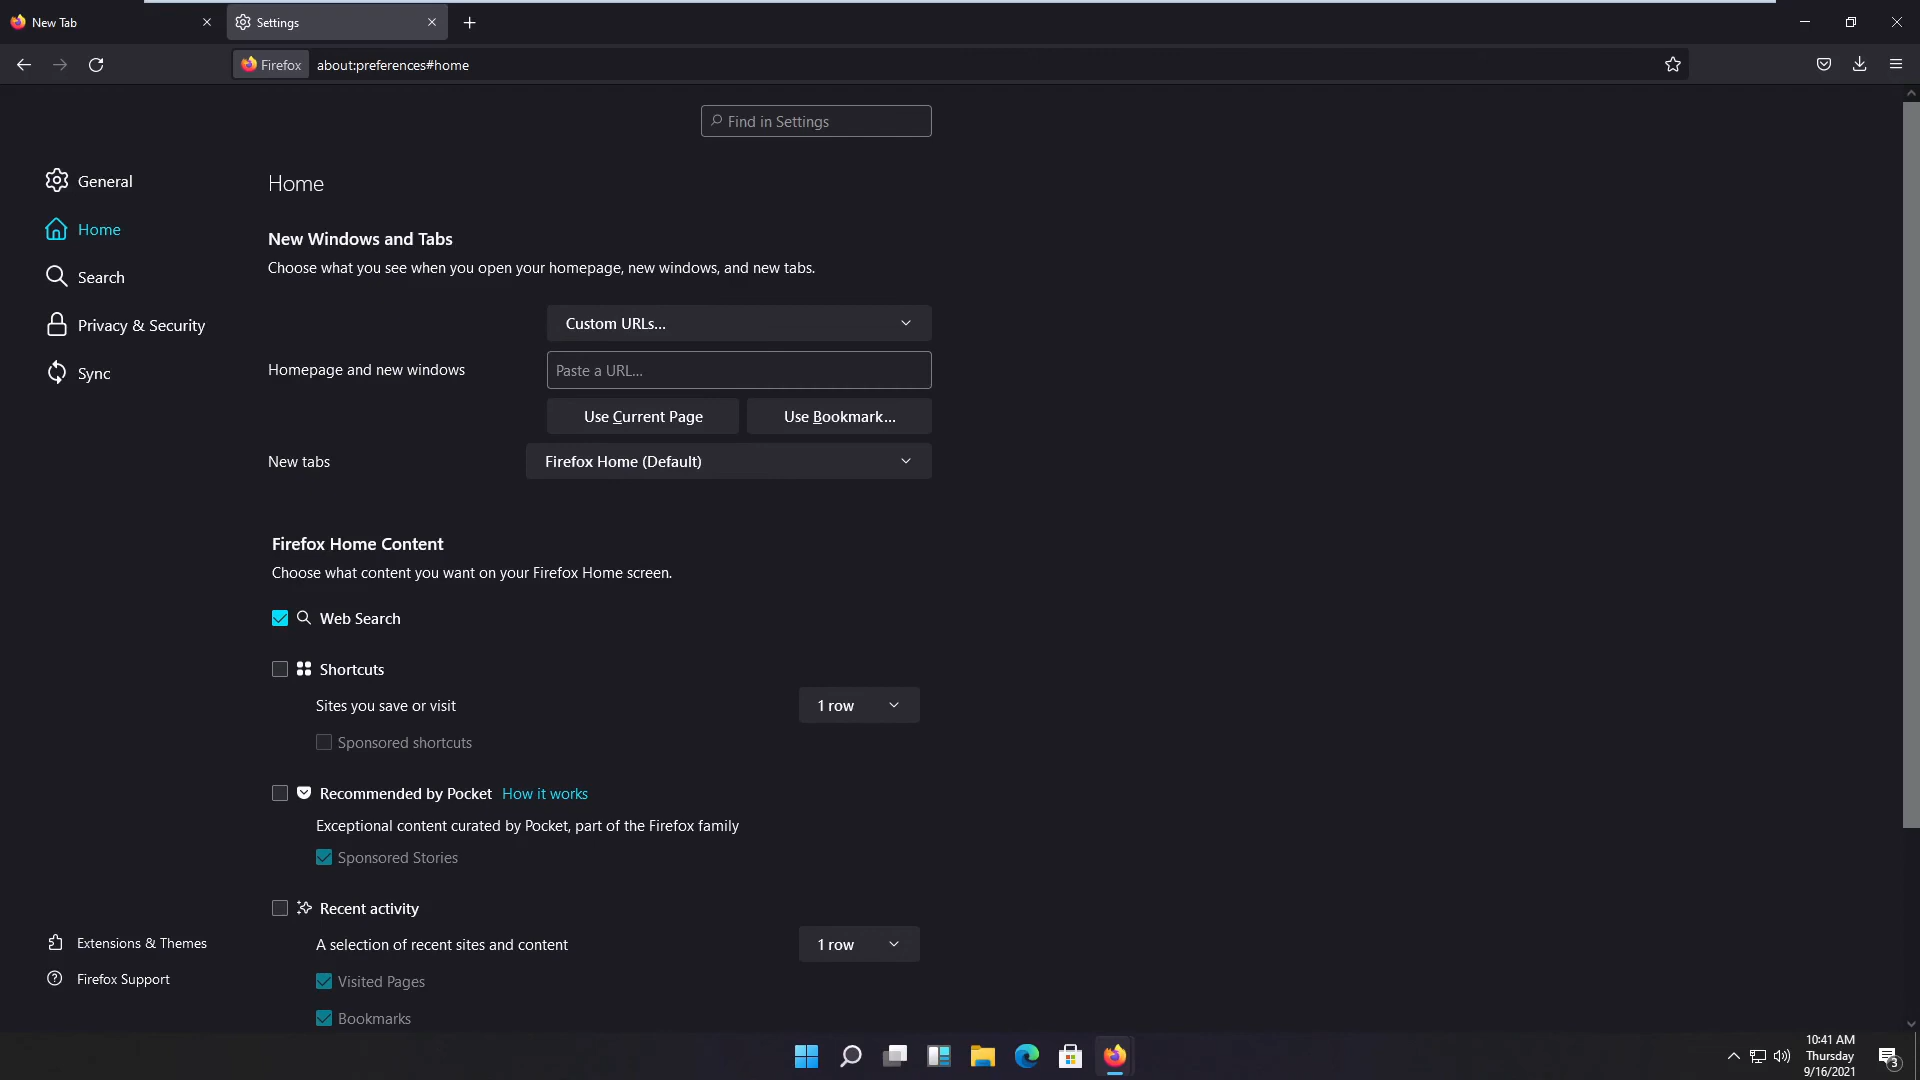 New Tab
Settings
Firefox
about:preferences#home
Find in Settings
General
Home
Search
Privacy & Security
Sync
Home
New Windows and Tabs
Choose what you see when you open your homepage, new windows, and new tabs.
Custom URLs...
Homepage and new windows
Paste a URL...
Use Current Page
Use Bookmark...
New tabs
Firefox Home (Default)
Firefox Home Content
Choose what content you want on your Firefox Home screen.
Web Search
Shortcuts
Sites you save or visit
1 row
Sponsored shortcuts
Recommended by Pocket How it works
Exceptional content curated by Pocket, part of the Firefox family
Sponsored Stories
Recent activity
A selection of recent sites and content
1 row
Visited Pages
Bookmarks
Extensions & Themes
Firefox Support
10:41 AM
Thursday
9/16/2021
3